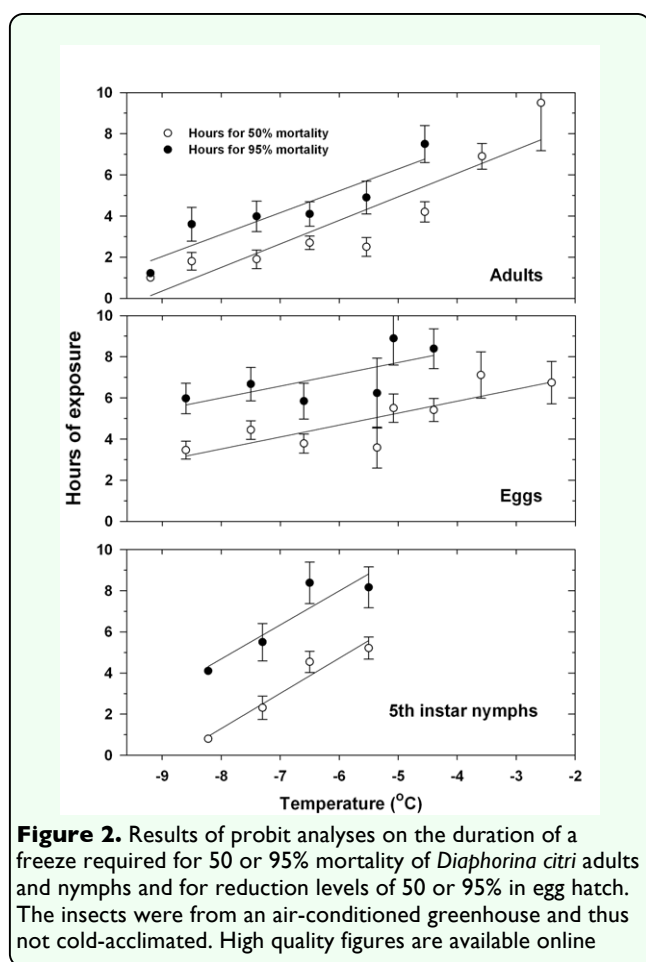 10
8
6
4
2
0
Hours for 50% mortality
Hours for 95% mortality
Adults
10
8
6
4
2
0
Eggs
Hours of exposure
10
8
6
4
2
0
5th instar nymphs
-9 -8 -7 -6 -5 -4 -3 -2
Temperature (°C)
Figure 2. Results of probit analyses on the duration of a
freeze required for 50 or 95% mortality of Diaphorina citri adults
and nymphs and for reduction levels of 50 or 95% in egg hatch.
The insects were from an air-conditioned greenhouse and thus
not cold-acclimated. High quality figures are available online